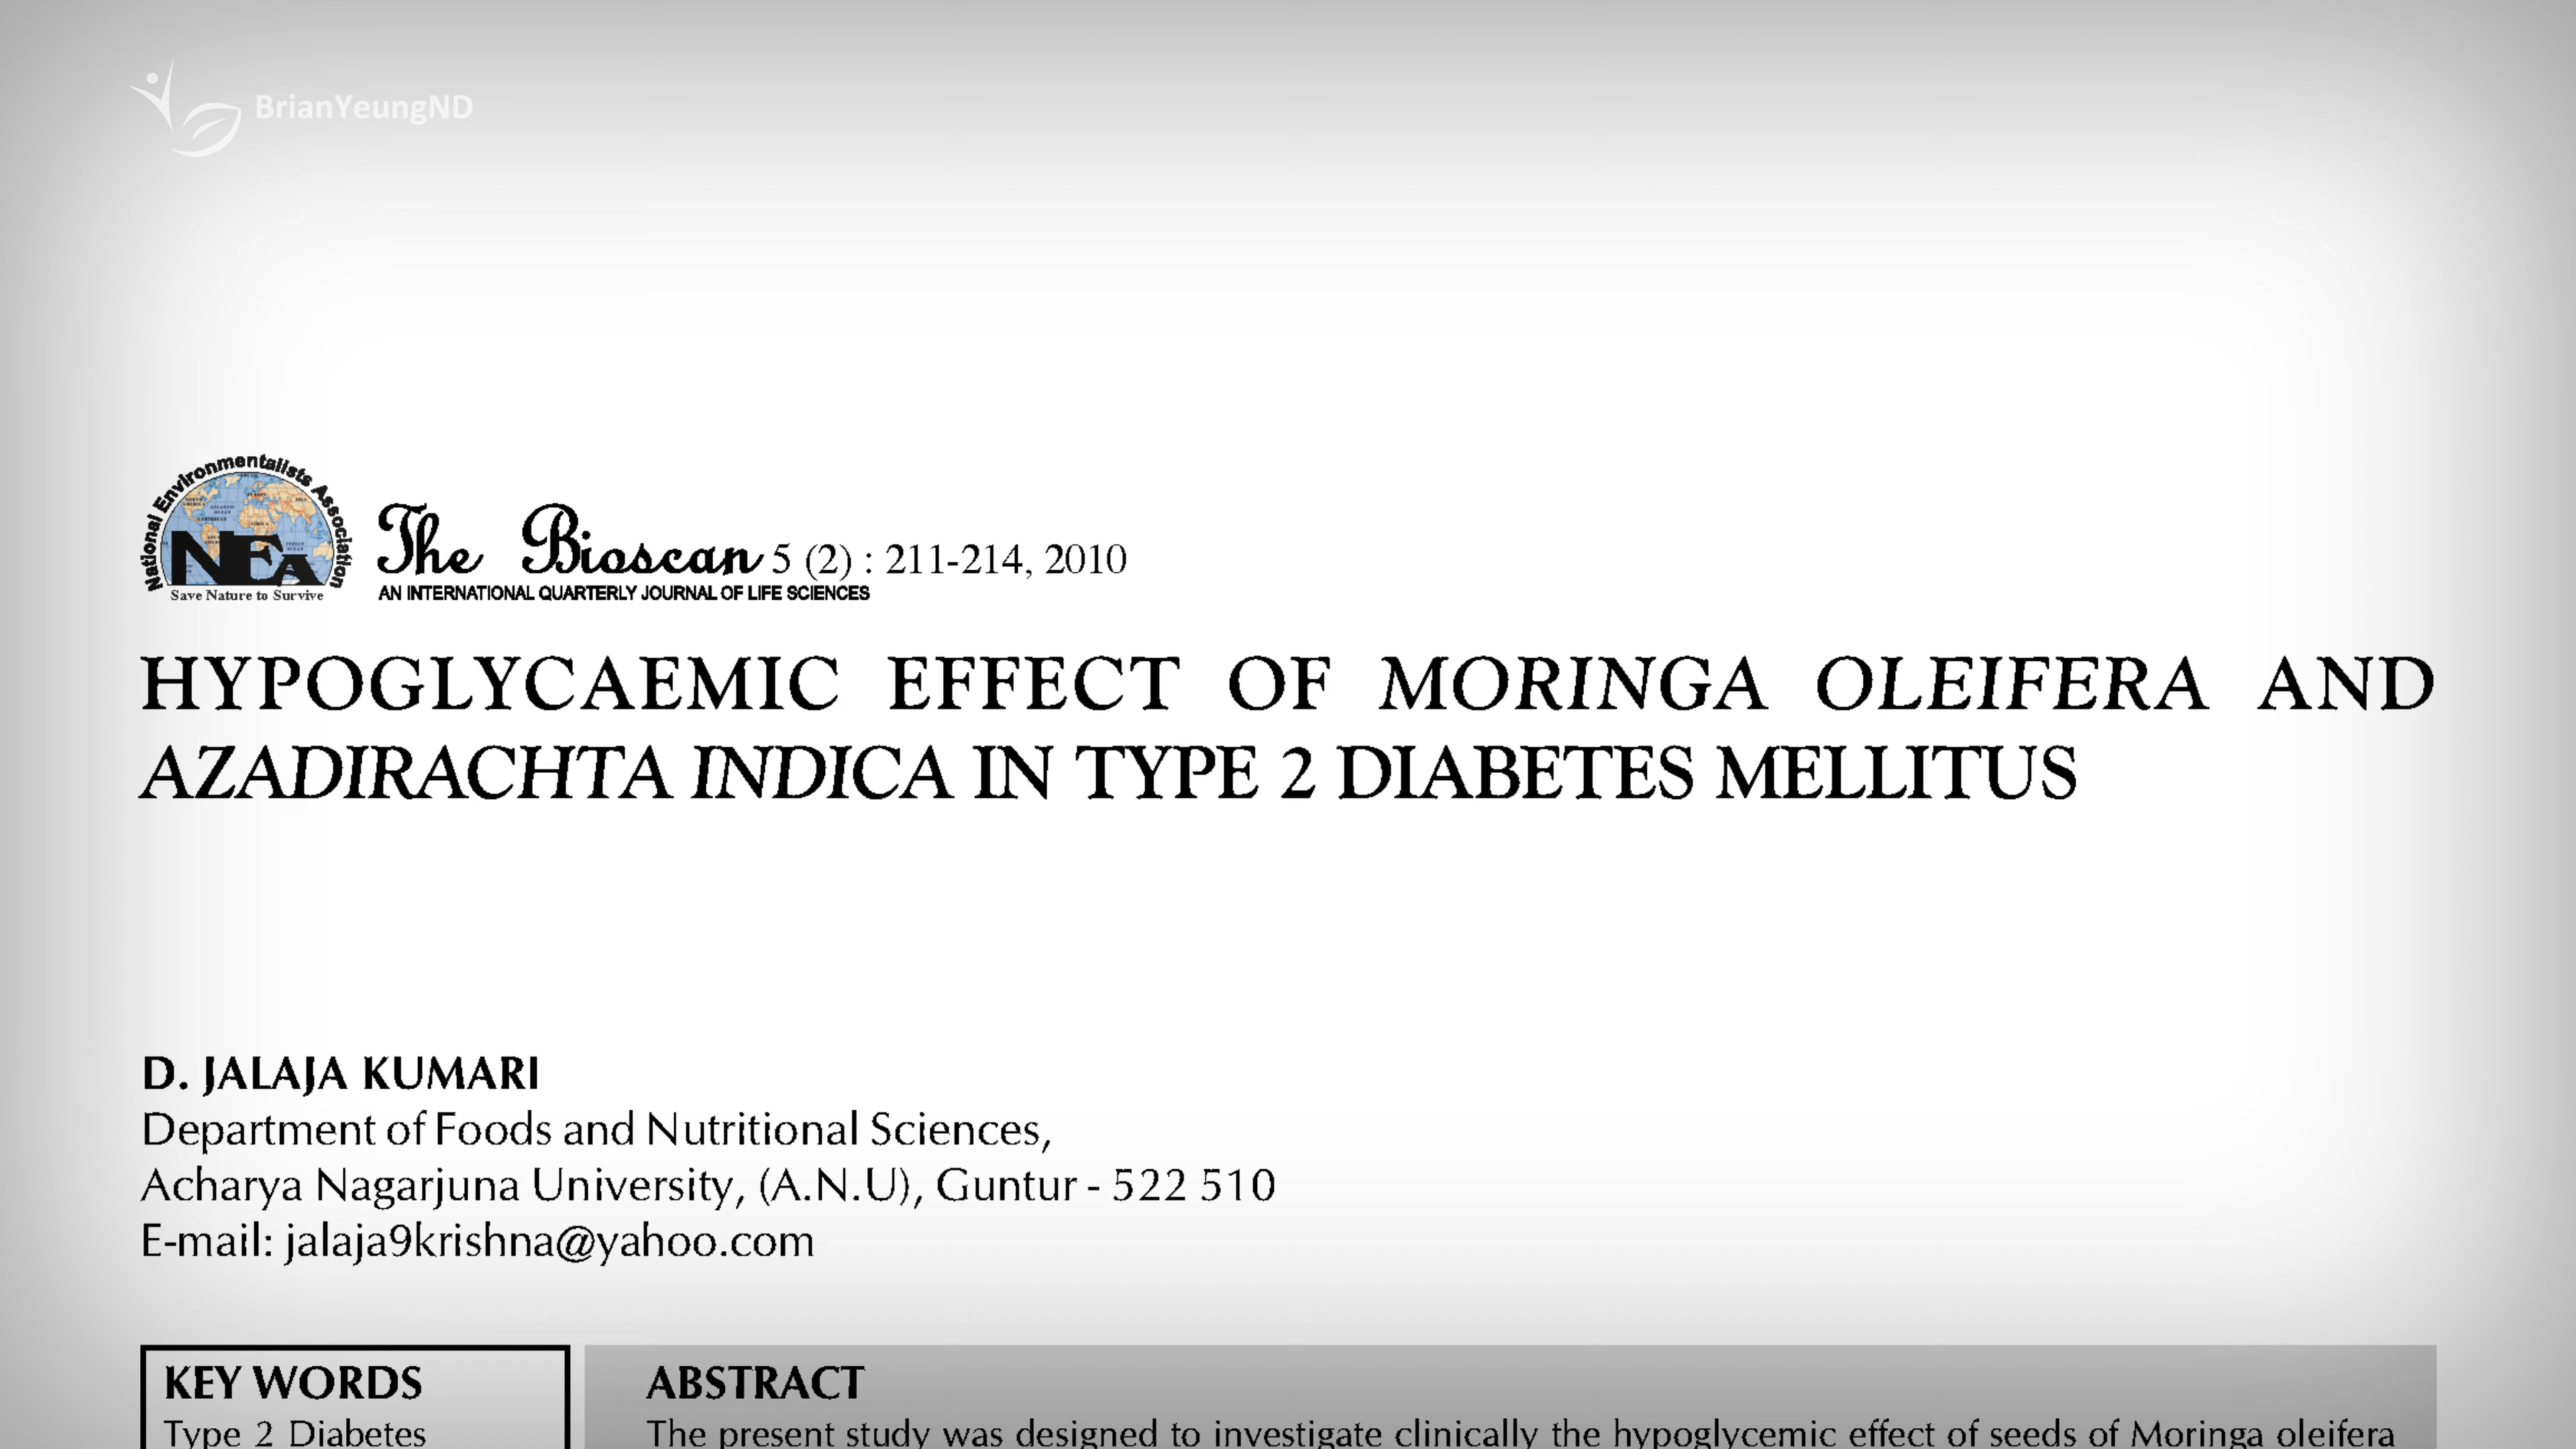 BrianYeungND
National Environmentalists Association
NEA
Save Nature to Survive
The Bioscan 5 (2) : 211-214, 2010
AN INTERNATIONAL QUARTERLY JOURNAL OF LIFE SCIENCES
HYPOGLYCAEMIC EFFECT OF MORINGA OLEIFERA AND
AZADIRACHTA INDICA IN TYPE 2 DIABETES MELLITUS
D. JALAJA KUMARI
Department of Foods and Nutritional Sciences,
Acharya Nagarjuna University, (A.N.U), Guntur - 522 510
E-mail: jalaja9krishna@yahoo.com
KEY WORDS
Type 2 Diabetes
ABSTRACT
The present study was designed to investigate clinically the hypoglycemic effect of seeds of Moringa oleifera